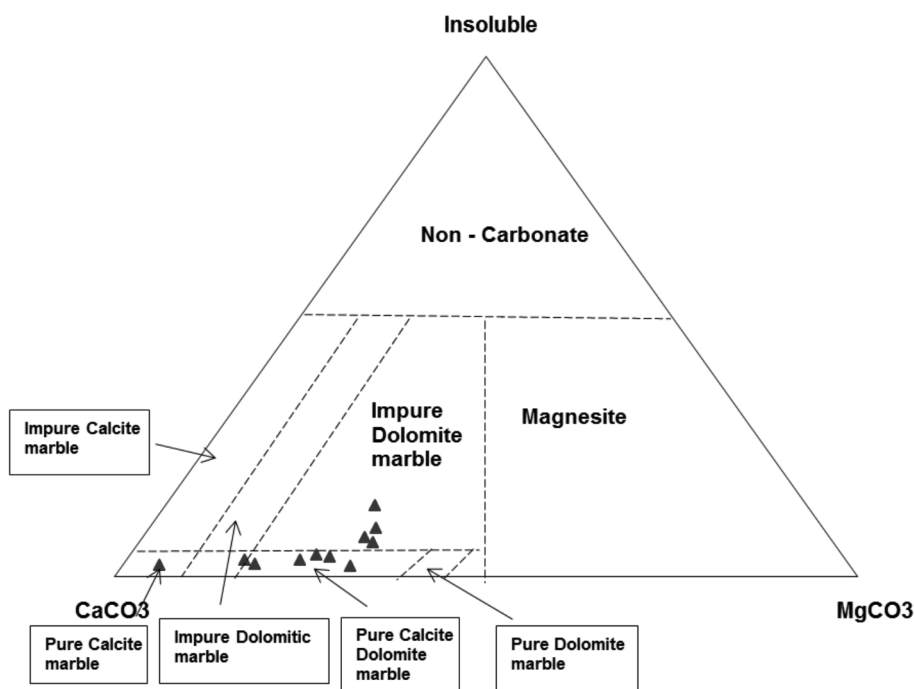 Insoluble
Non - Carbonate
Impure
Dolomite
marble
Magnesite
Impure Calcite
marble
CaCO3
MgCO3
Pure Calcite
marble
Impure Dolomitic
marble
Pure Calcite
Dolomite
marble
Pure Dolomite
marble